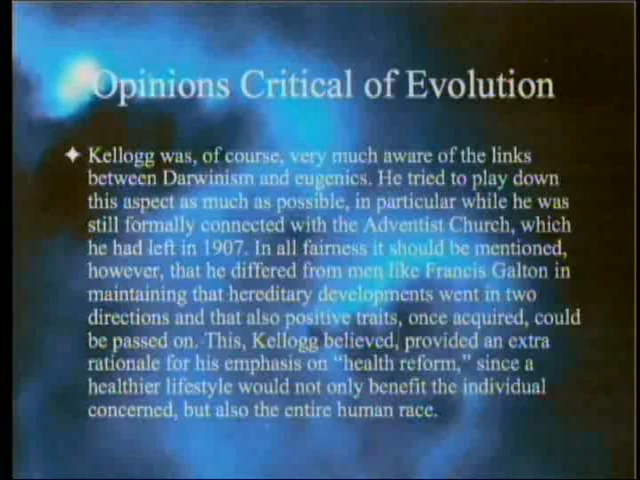 Opinions Critical of Evolution
Kellogg was, of course, very much aware of the links
between Darwinism and eugenics. He tried to play down
this aspect as much as possible, in particular while he was
still formally connected with the Adventist Church, which
he had left in 1907. In all fairness it should be mentioned,
however, that he differed from men like Francis Galton in
maintaining that hereditary developments went in two
directions and that also positive traits, once acquired, could
be passed on. This, Kellogg believed, provided an extra
rationale for his emphasis on “health reform,” since a
healthier lifestyle would not only benefit the individual
concerned, but also the entire human race.